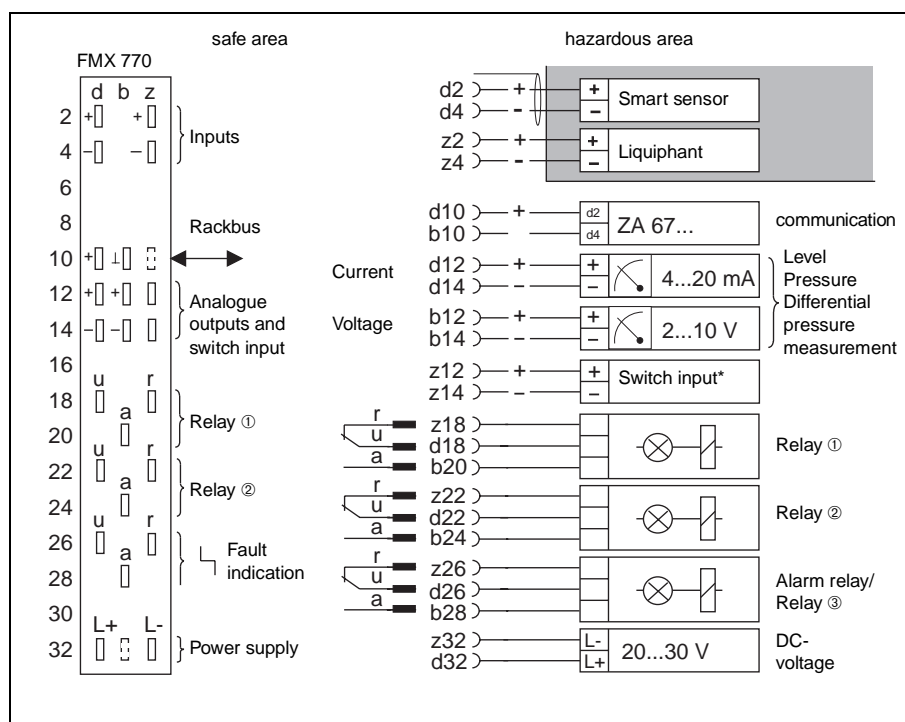 safe area
hazardous area
FMX 770
d b z
2 + +
4 – –
Inputs
6
8
10 + ⊥
Rackbus
12 + +
14 – –
Analogue
outputs and
switch input
16
18 u r
20 a
Relay ①
22 u r
24 a
Relay ②
26 u r
28 a
Fault
indication
30
32 L+ L-
Power supply
d2 + + Smart sensor
d4 - –
z2 + + Liquiphant
z4 - –
d10 + d2 ZA 67...
b10 d4
communication
Current
d12 + + 4...20 mA
d14 – –
Voltage
b12 + + 2...10 V
b14 – –
Level
Pressure
Differential
pressure
measurement
z12 + + Switch input*
z14 – –
r z18
u d18
a b20
Relay ①
r z22
u d22
a b24
Relay ②
r z26
u d26
a b28
Alarm relay/
Relay ③
z32 L- 20...30 V
d32 L+
DC-
voltage